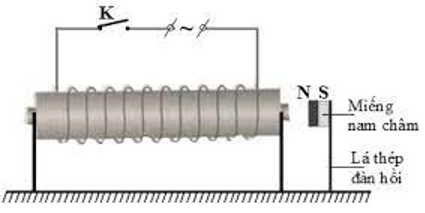 K
~
N S
Miếng
nam châm
Lá thép
đàn hồi